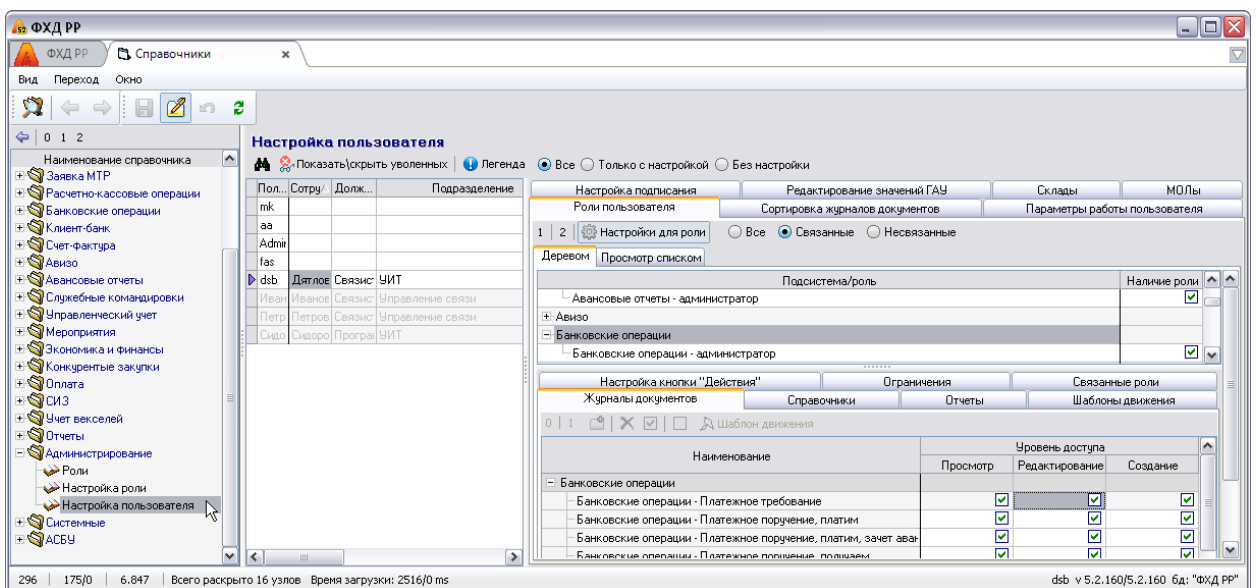 ФХД РР
ФХД РР Справочники
Вид Переход Окно
0 1 2
Наименование справочника
Заявка МТР
Расчетно-кассовые операции
Банковские операции
Клиент-банк
Счет-фактура
Авизо
Авансовые отчеты
Служебные командировки
Управленческий учет
Мероприятия
Экономика и финансы
Конкурентные закупки
Оплата
СИЗ
Учет векселей
Отчеты
Администрирование
Роли
Настройка роли
Настройка пользователя
Системные
АСБУ
Настройка пользователя
Показать\скрыть уволенных Легенда Все Только с настройкой Без настройки
Пол... Сотру Долж... Подразделение
mk
aa
Admir
fas
dsb Дятлов Связис УИТ
Иван Иванов Связис Управление связи
Петр Петров Связис Управление связи
Сидо Сидоро Програ УИТ
Настройка подписания Редактирование значений ГАУ Склады МОЛы
Роли пользователя Сортировка журналов документов Параметры работы пользователя
1 2 Настройки для роли Все Связанные Несвязанные
Деревом Просмотр списком
Подсистема/роль Наличие роли
Авансовые отчеты - администратор
Авизо
Банковские операции
Банковские операции - администратор
Настройка кнопки "Действия" Ограничения Связанные роли
Журналы документов Справочники Отчеты Шаблоны движения
0 1 Шаблон движения
Наименование Уровень доступа
Просмотр Редактирование Создание
Банковские операции
Банковские операции - Платежное требование
Банковские операции - Платежное поручение, платим
Банковские операции - Платежное поручение, платим, зачет аван
Банковские операции - Платежное поручение, получаем
296 175/0 6.847 Всего раскрыто 16 узлов Время загрузки: 2516/0 ms dsb v 5.2.160/5.2.160 бд: "ФХД РР"